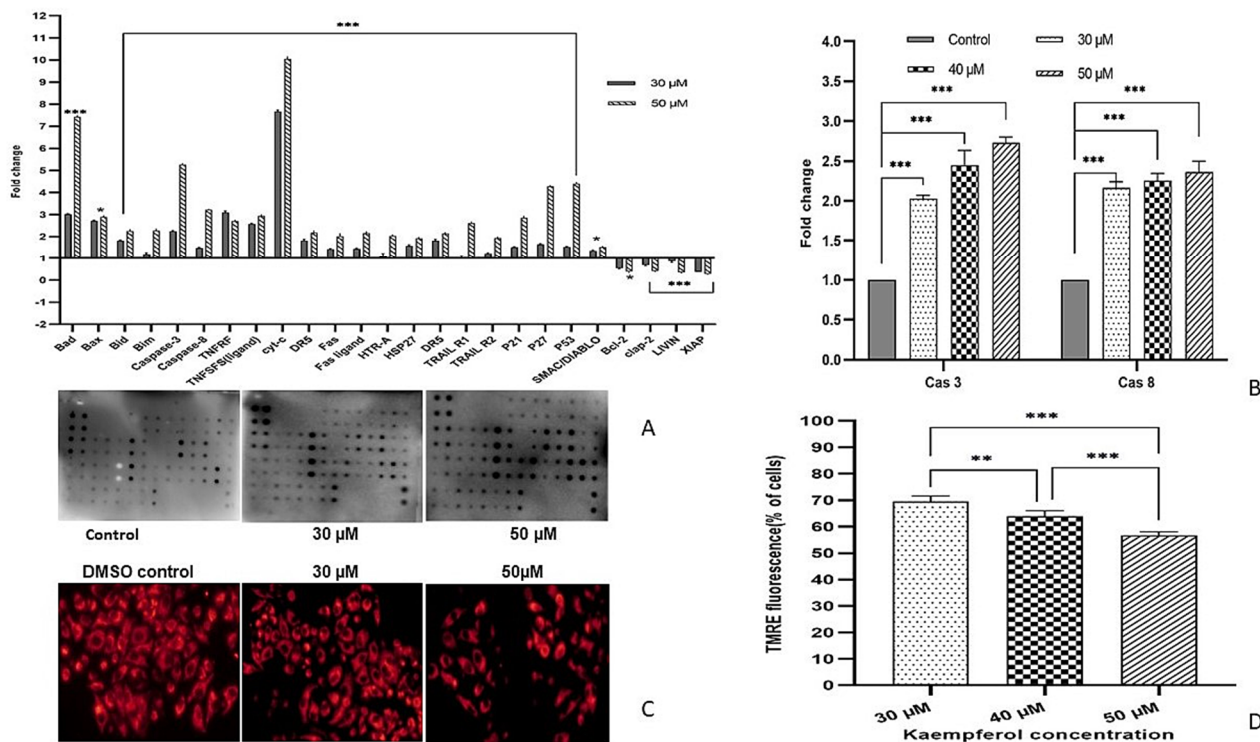 12
11
10
9
8
7
6
5
4
3
2
1
0
-1
-2
Fold change
***
***
*
*
*
***
30 µM
50 µM
Bad
Bax
Bid
Bim
Caspase-3
Caspase-8
TNFRF
TNFSFS(ligand)
cyt-c
DR5
Fas
Fas ligand
HTR-A
HSP27
DR5
TRAIL R1
TRAIL R2
P21
P27
P53
SMAC/DIABLO
Bcl-2
clap-2
LIVIN
XIAP
A
Control
30 µM
50 µM
Control
30 µM
40 µM
50 µM
4.0
3.5
3.0
2.5
2.0
1.5
1.0
0.5
0.0
Fold change
***
***
***
***
***
***
Cas 3
Cas 8
B
DMSO control
30 µM
50µM
C
100
90
80
70
60
50
40
30
20
10
0
TMRE fluorescence(% of cells)
***
**
***
30 µM
40 µM
50 µM
Kaempferol concentration
D